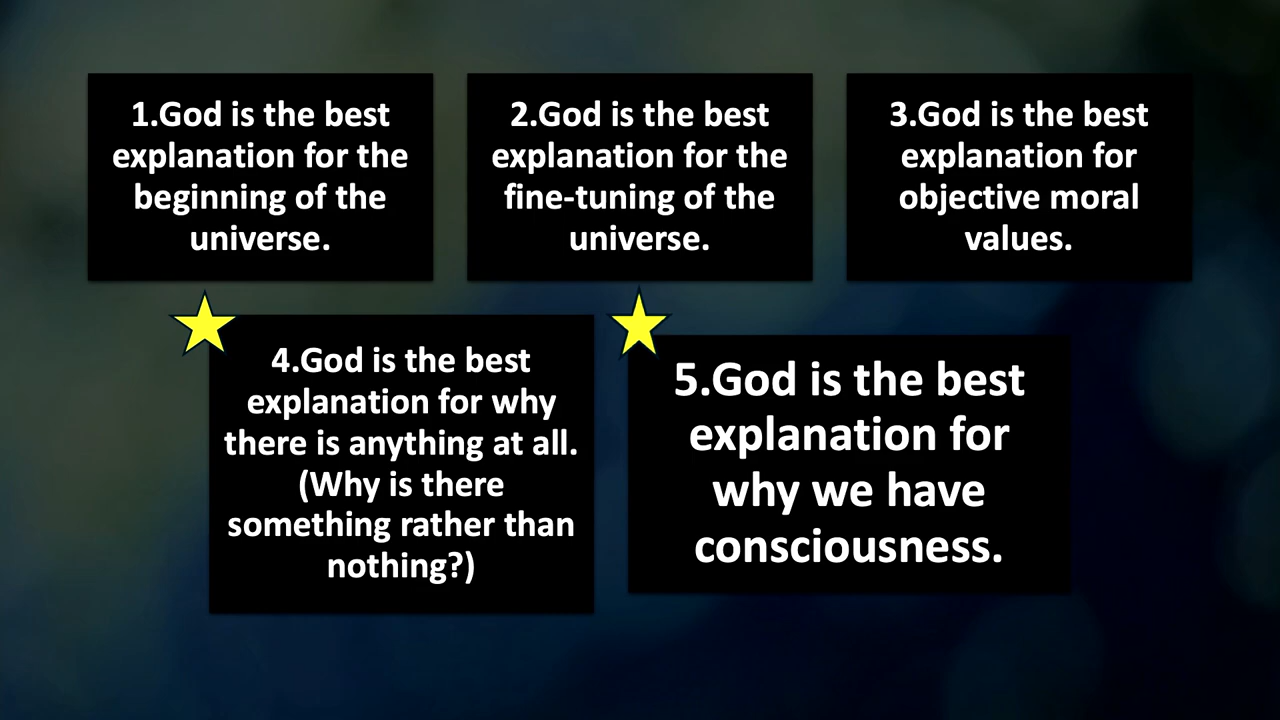 1.God is the best
explanation for the
beginning of the
universe.
2.God is the best
explanation for the
fine-tuning of the
universe.
3.God is the best
explanation for
objective moral
values.
4.God is the best
explanation for why
there is anything at all.
(Why is there
something rather than
nothing?)
5.God is the best
explanation for
why we have
consciousness.